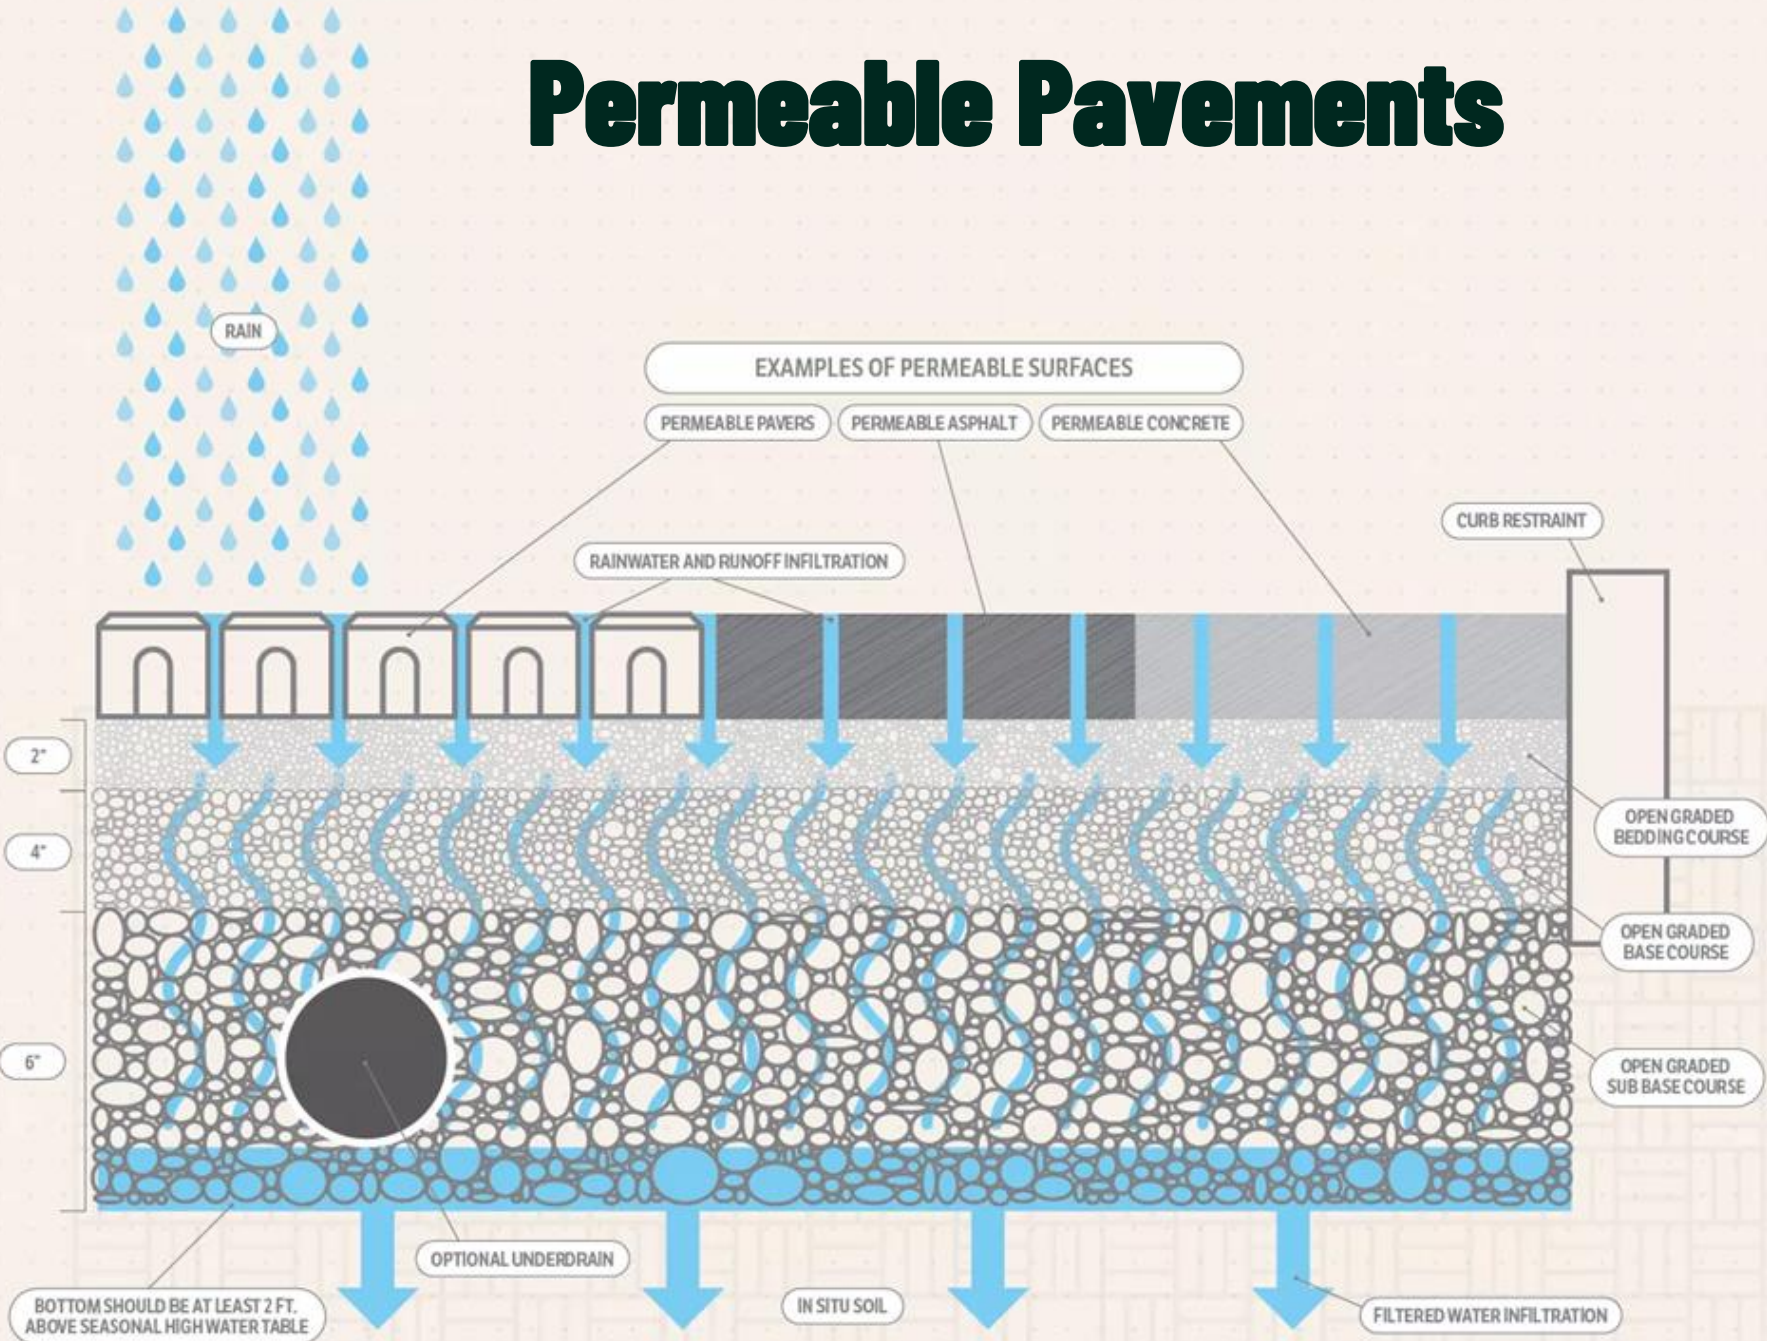 Permeable Pavements
RAIN
EXAMPLES OF PERMEABLE SURFACES
PERMEABLE PAVERS
PERMEABLE ASPHALT
PERMEABLE CONCRETE
CURB RESTRAINT
RAINWATER AND RUNOFF INFILTRATION
2"
4"
6"
OPEN GRADED
BEDDING COURSE
OPEN GRADED
BASE COURSE
OPEN GRADED
SUB BASE COURSE
OPTIONAL UNDERDRAIN
BOTTOM SHOULD BE AT LEAST 2 FT.
ABOVE SEASONAL HIGH WATER TABLE
IN SITU SOIL
FILTERED WATER INFILTRATION